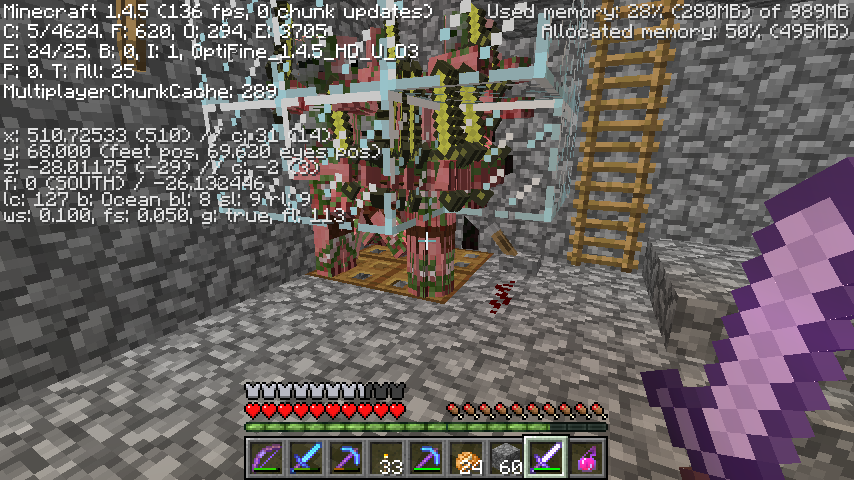 Minecraft 1.4.5 (136 fps, 0 chunk updates)
Used memory: 28% (280MB) of 989MB
C: 5/4624, F: 620, O: 294, E: 3705
Allocated memory: 50% (495MB)
E: 24/25, B: 0, I: 1, OptiFine_1.4.5_HD_U_D3
P: 0, T: All: 25
MultiplayerChunkCache: 289
x: 510.72533 (510) // c: 31 (14)
y: 68.000 (feet pos, 69.620 eyes pos)
z: -28.01175 (-29) // c: -2 (3)
f: 0 (SOUTH) / -26.132446
lc: 127 b: Ocean bl: 8 sl: 9 rl: 9
ws: 0.100, fs: 0.050, g: true, fl: 113
33
24
60